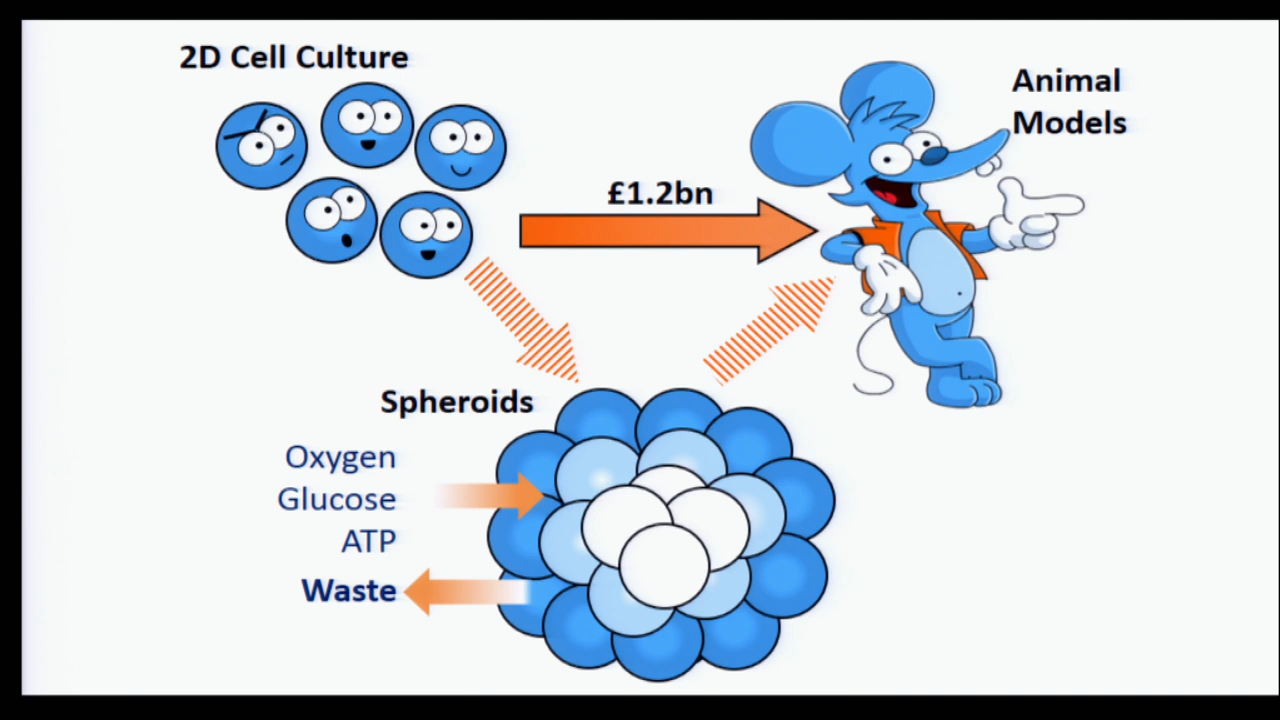 2D Cell Culture
Animal
Models
£1.2bn
Spheroids
Oxygen
Glucose
ATP
Waste